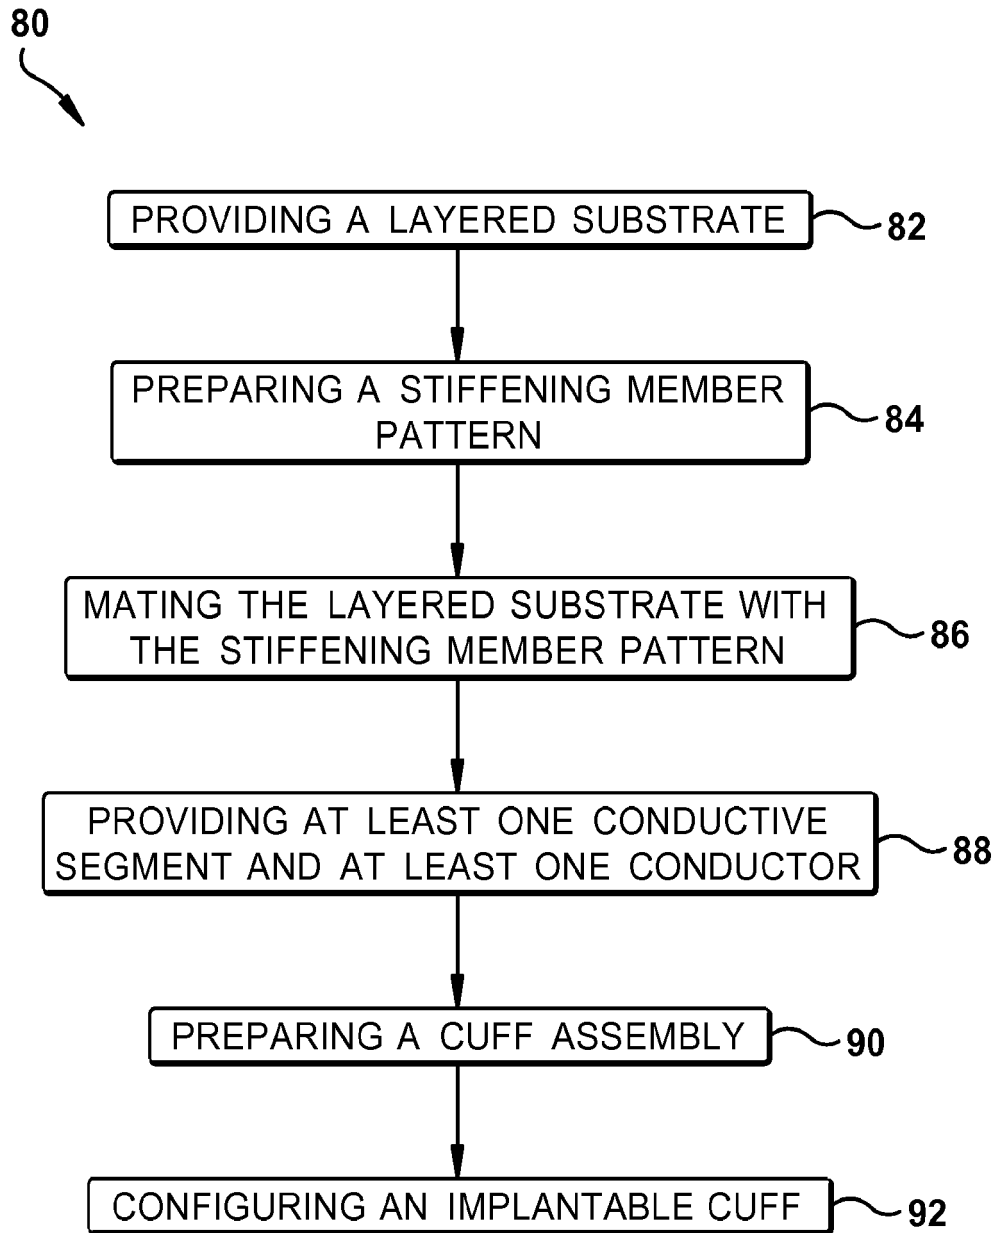 80
PROVIDING A LAYERED SUBSTRATE
82
PREPARING A STIFFENING MEMBER
PATTERN
84
MATING THE LAYERED SUBSTRATE WITH
THE STIFFENING MEMBER PATTERN
86
PROVIDING AT LEAST ONE CONDUCTIVE
SEGMENT AND AT LEAST ONE CONDUCTOR
88
PREPARING A CUFF ASSEMBLY
90
CONFIGURING AN IMPLANTABLE CUFF
92